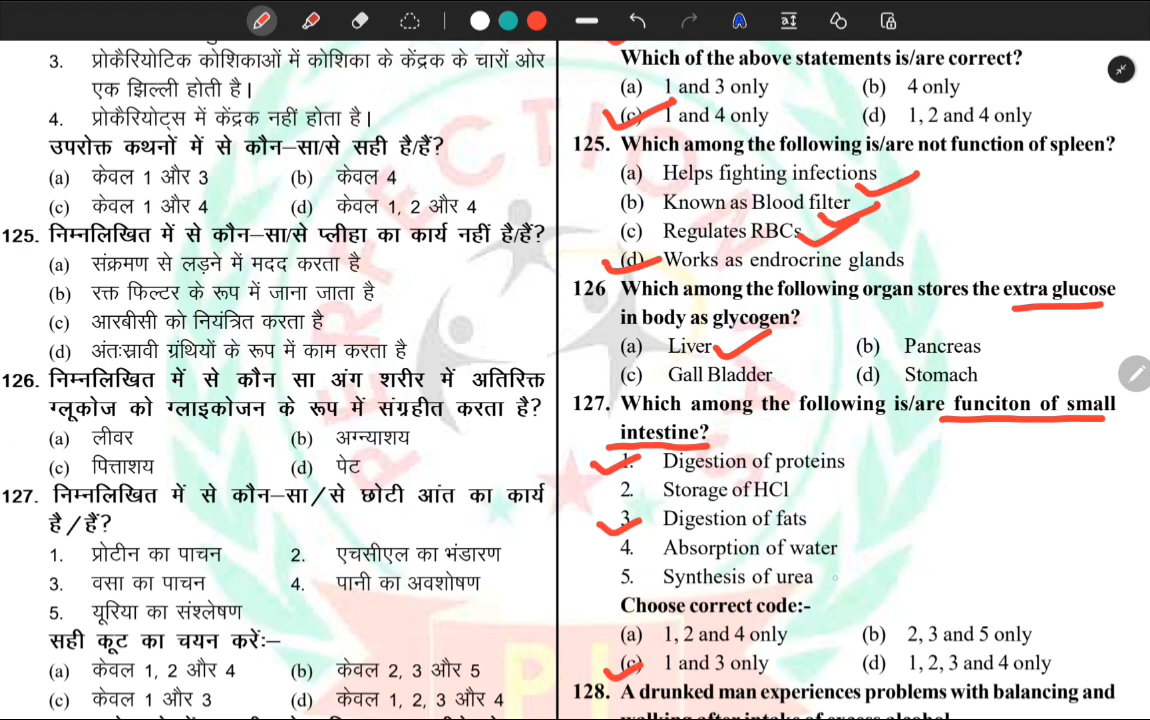 3. प्रोकैरियोटिक कोशिकाओं में कोशिका के केंद्रक के चारों ओर
एक झिल्ली होती है।
4. प्रोकैरियोट्स में केंद्रक नहीं होता है।
उपरोक्त कथनों में से कौन–सा/से सही है/हैं?
(a) केवल 1 और 3 (b) केवल 4
(c) केवल 1 और 4 (d) केवल 1, 2 और 4
125. निम्नलिखित में से कौन–सा/से प्लीहा का कार्य नहीं है/हैं?
(a) संक्रमण से लड़ने में मदद करता है
(b) रक्त फिल्टर के रूप में जाना जाता है
(c) आरबीसी को नियंत्रित करता है
(d) अंतःस्रावी ग्रंथियों के रूप में काम करता है
126. निम्नलिखित में से कौन सा अंग शरीर में अतिरिक्त
ग्लूकोज को ग्लाइकोजन के रूप में संग्रहीत करता है?
(a) लीवर (b) अग्न्याशय
(c) पित्ताशय (d) पेट
127. निम्नलिखित में से कौन–सा/से छोटी आंत का कार्य
है/हैं?
1. प्रोटीन का पाचन 2. एचसीएल का भंडारण
3. वसा का पाचन 4. पानी का अवशोषण
5. यूरिया का संश्लेषण
सही कूट का चयन करें:–
(a) केवल 1, 2 और 4 (b) केवल 2, 3 और 5
(c) केवल 1 और 3 (d) केवल 1, 2, 3 और 4
Which of the above statements is/are correct?
(a) 1 and 3 only (b) 4 only
(c) 1 and 4 only (d) 1, 2 and 4 only
125. Which among the following is/are not function of spleen?
(a) Helps fighting infections
(b) Known as Blood filter
(c) Regulates RBCs
(d) Works as endrocrine glands
126 Which among the following organ stores the extra glucose
in body as glycogen?
(a) Liver (b) Pancreas
(c) Gall Bladder (d) Stomach
127. Which among the following is/are funciton of small
intestine?
1. Digestion of proteins
2. Storage of HCl
3. Digestion of fats
4. Absorption of water
5. Synthesis of urea
Choose correct code:-
(a) 1, 2 and 4 only (b) 2, 3 and 5 only
(c) 1 and 3 only (d) 1, 2, 3 and 4 only
128. A drunked man experiences problems with balancing and
walking after intake of excess alcohol